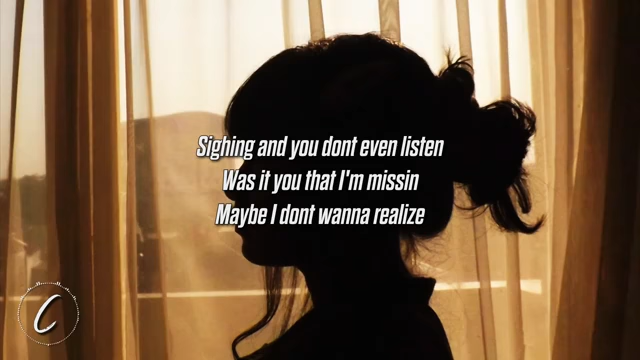 Sighing and you dont even listen
Was it you that I'm missin
Maybe I dont wanna realize
C